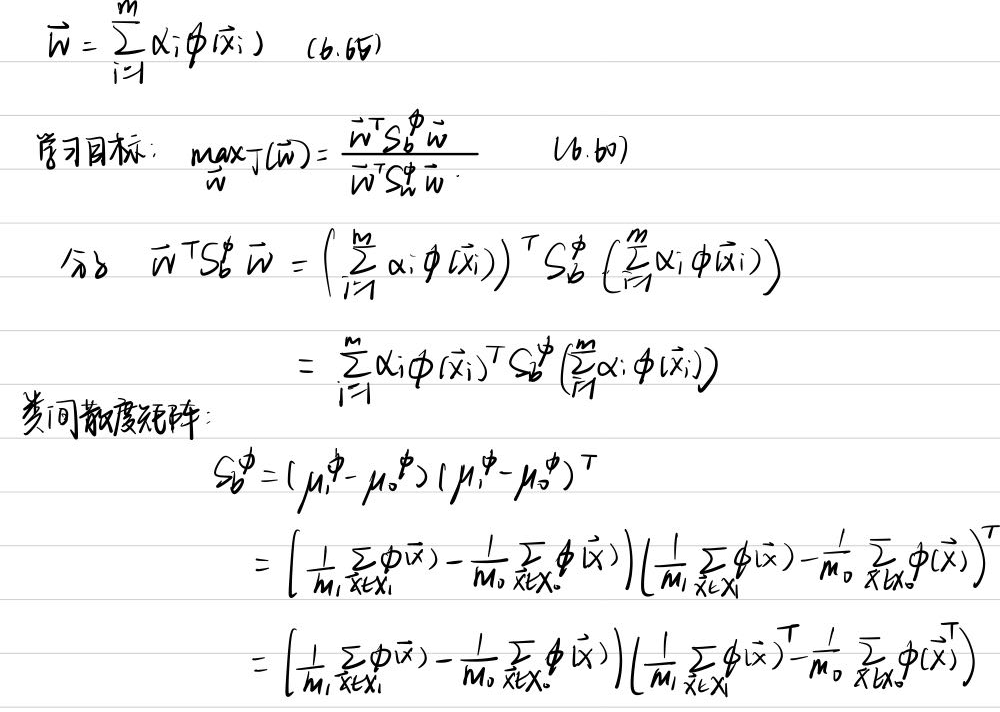 $\vec{w} = \sum_{i=1}^{m} \alpha_i \phi(\vec{x}_i)$ (6.65)
学习目标: $\max_{\vec{w}} J(\vec{w}) = \frac{\vec{w}^T S_b^\phi \vec{w}}{\vec{w}^T S_w^\phi \vec{w}}$. (6.60)
分子 $\vec{w}^T S_b^\phi \vec{w} = \left(\sum_{i=1}^{m} \alpha_i \phi(\vec{x}_i)\right)^T S_b^\phi \left(\sum_{i=1}^{m} \alpha_i \phi(\vec{x}_i)\right)$
$= \sum_{i=1}^{m} \alpha_i \phi(\vec{x}_i)^T S_b^\phi \left(\sum_{i=1}^{m} \alpha_i \phi(\vec{x}_i)\right)$
类间散度矩阵:
$S_b^\phi = (\mu_1^\phi - \mu_0^\phi)(\mu_1^\phi - \mu_0^\phi)^T$
$= \left(\frac{1}{m_1} \sum_{\vec{x} \in X_1} \phi(\vec{x}) - \frac{1}{m_0} \sum_{\vec{x} \in X_0} \phi(\vec{x})\right)\left(\frac{1}{m_1} \sum_{\vec{x} \in X_1} \phi(\vec{x}) - \frac{1}{m_0} \sum_{\vec{x} \in X_0} \phi(\vec{x})\right)^T$
$= \left(\frac{1}{m_1} \sum_{\vec{x} \in X_1} \phi(\vec{x}) - \frac{1}{m_0} \sum_{\vec{x} \in X_0} \phi(\vec{x})\right)\left(\frac{1}{m_1} \sum_{\vec{x} \in X_1} \phi(\vec{x})^T - \frac{1}{m_0} \sum_{\vec{x} \in X_0} \phi(\vec{x})^T\right)$